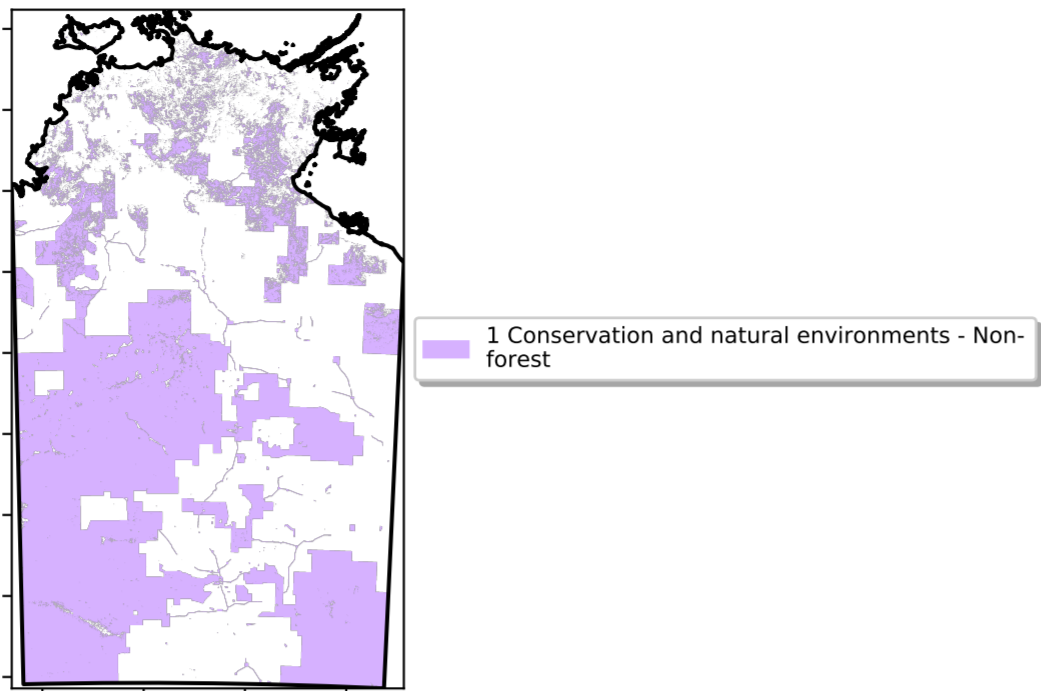 1 Conservation and natural environments - Non-
forest